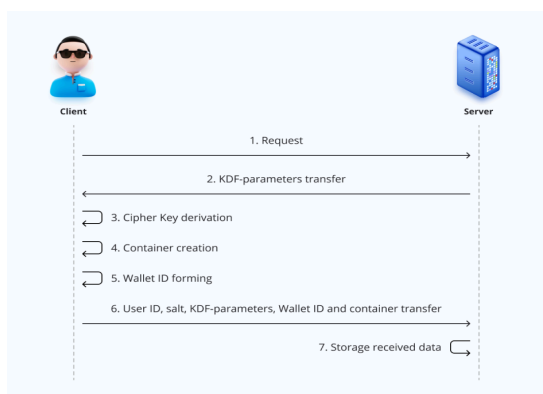 Client
Server
1. Request
2. KDF-parameters transfer
3. Cipher Key derivation
4. Container creation
5. Wallet ID forming
6. User ID, salt, KDF-parameters, Wallet ID and container transfer
7. Storage received data